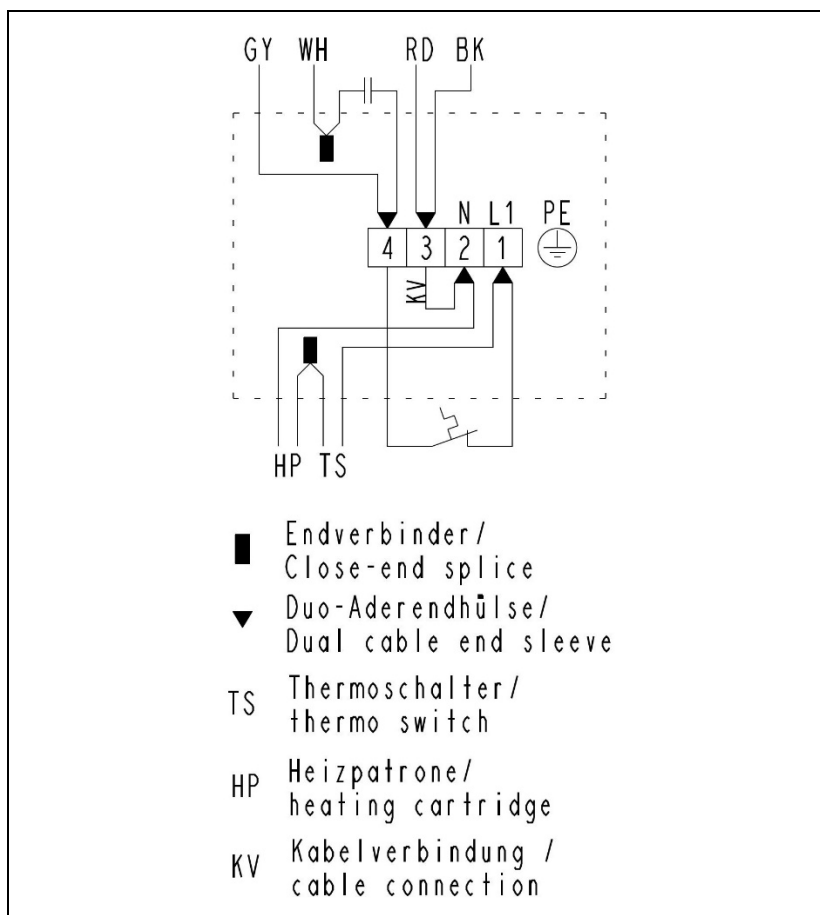 GY WH RD BK
N L1 PE
4 3 2 1
KV
HP TS
Endverbinder/
Close-end splice
Duo-Aderendhülse/
Dual cable end sleeve
TS Thermoschalter/
thermo switch
HP Heizpatrone/
heating cartridge
KV Kabelverbindung /
cable connection